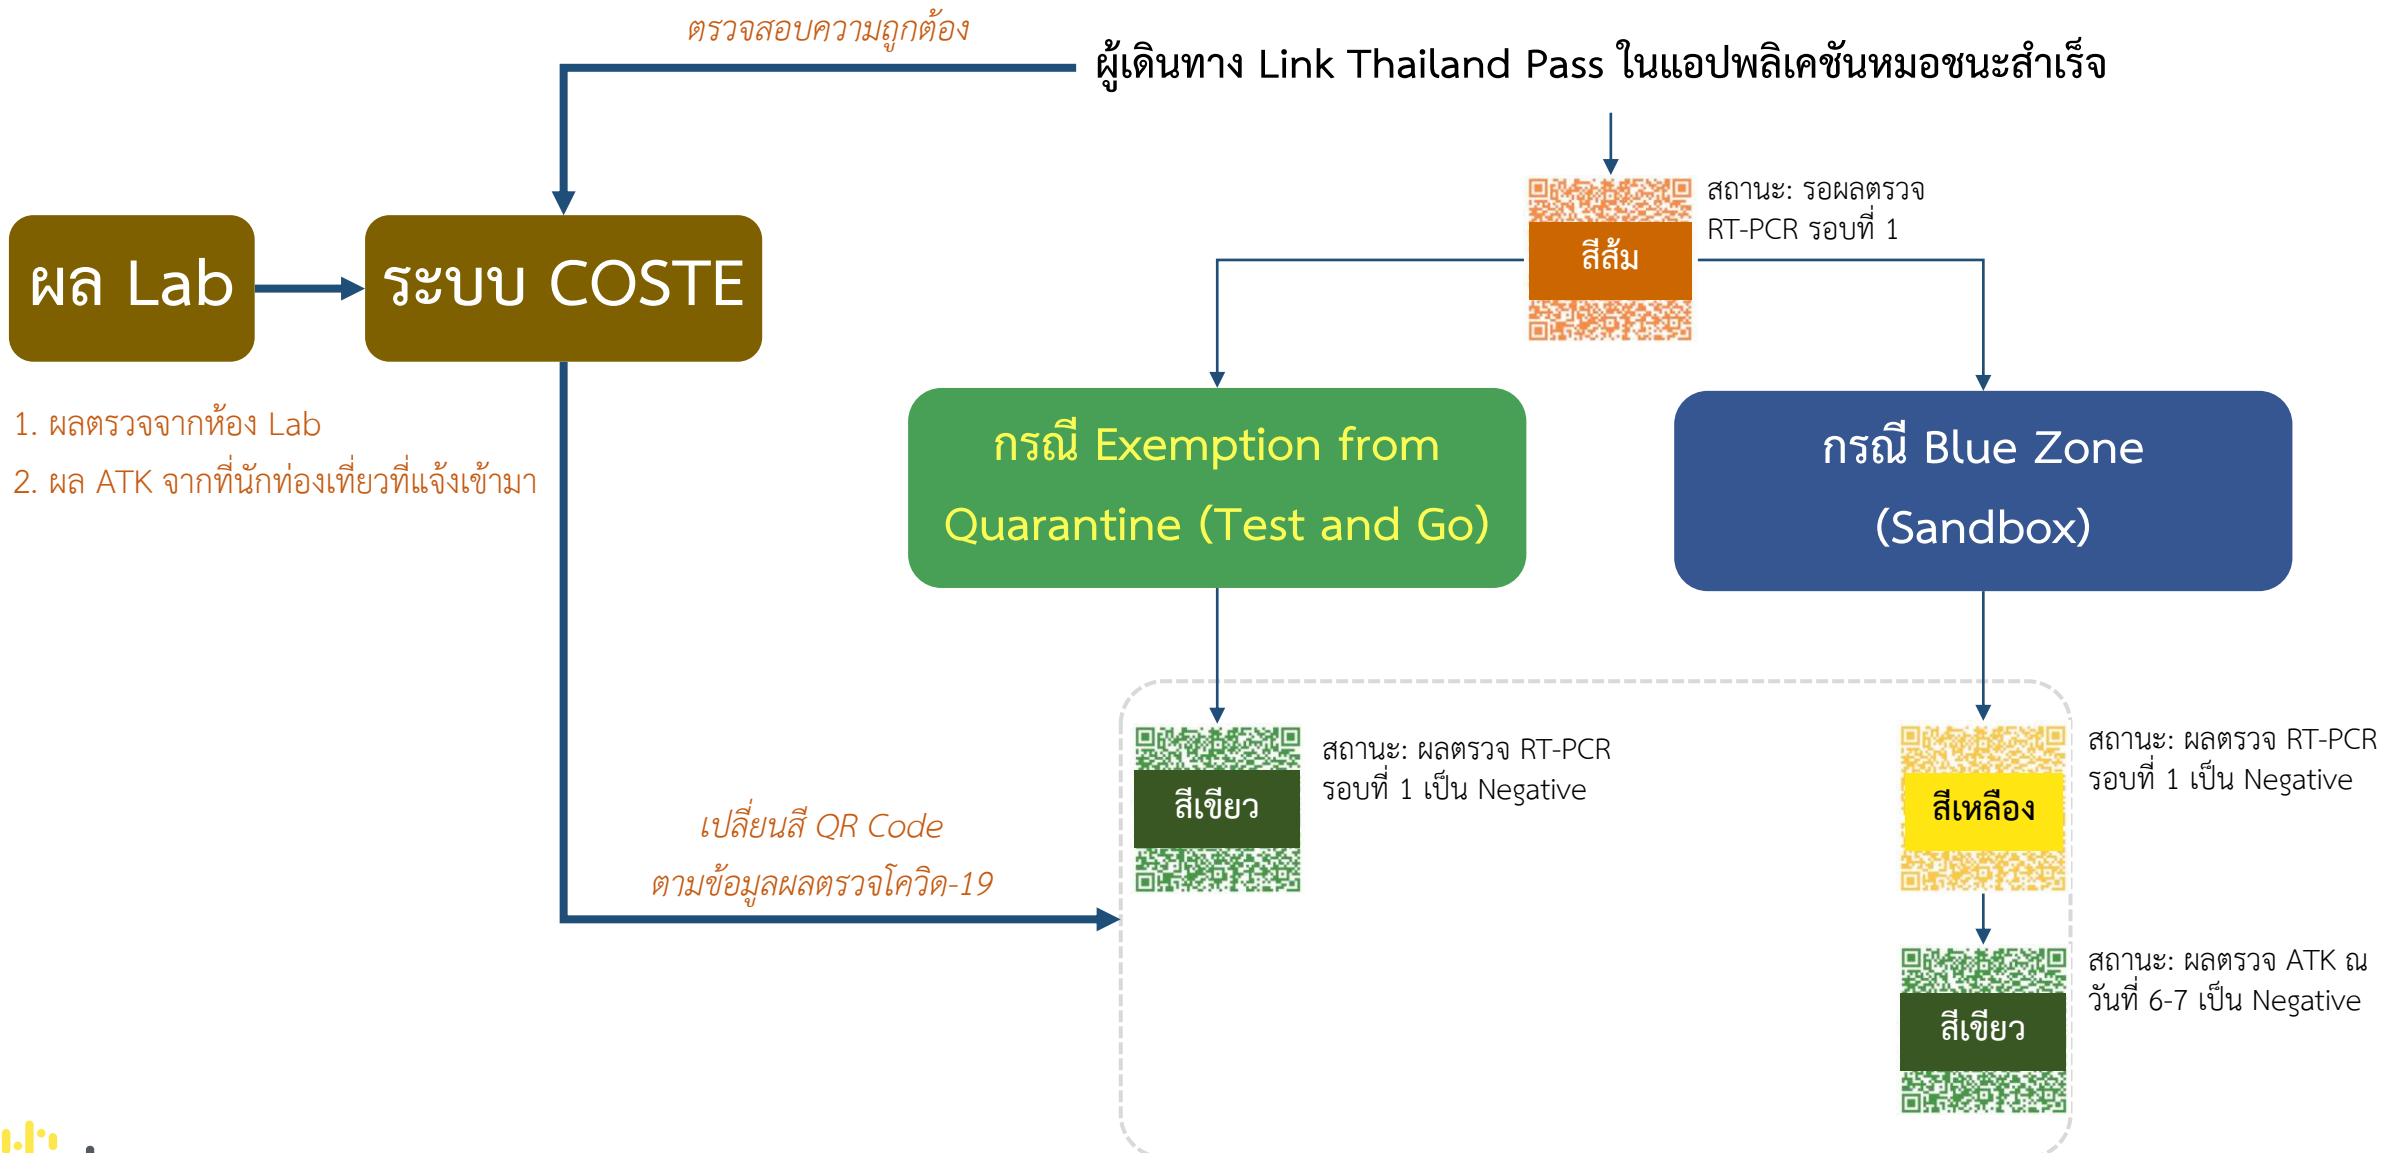 ตรวจสอบความถูกต้อง
ผู้เดินทาง Link Thailand Pass ในแอปพลิเคชันหมอชนะสำเร็จ
สถานะ: รอผลตรวจ
RT-PCR รอบที่ 1
สีส้ม
ผล Lab
ระบบ COSTE
1. ผลตรวจจากห้อง Lab
2. ผล ATK จากที่นักท่องเที่ยวที่แจ้งเข้ามา
กรณี Exemption from
Quarantine (Test and Go)
กรณี Blue Zone
(Sandbox)
เปลี่ยนสี QR Code
ตามข้อมูลผลตรวจโควิด-19
สีเขียว
สถานะ: ผลตรวจ RT-PCR
รอบที่ 1 เป็น Negative
สีเหลือง
สถานะ: ผลตรวจ RT-PCR
รอบที่ 1 เป็น Negative
สีเขียว
สถานะ: ผลตรวจ ATK ณ
วันที่ 6-7 เป็น Negative